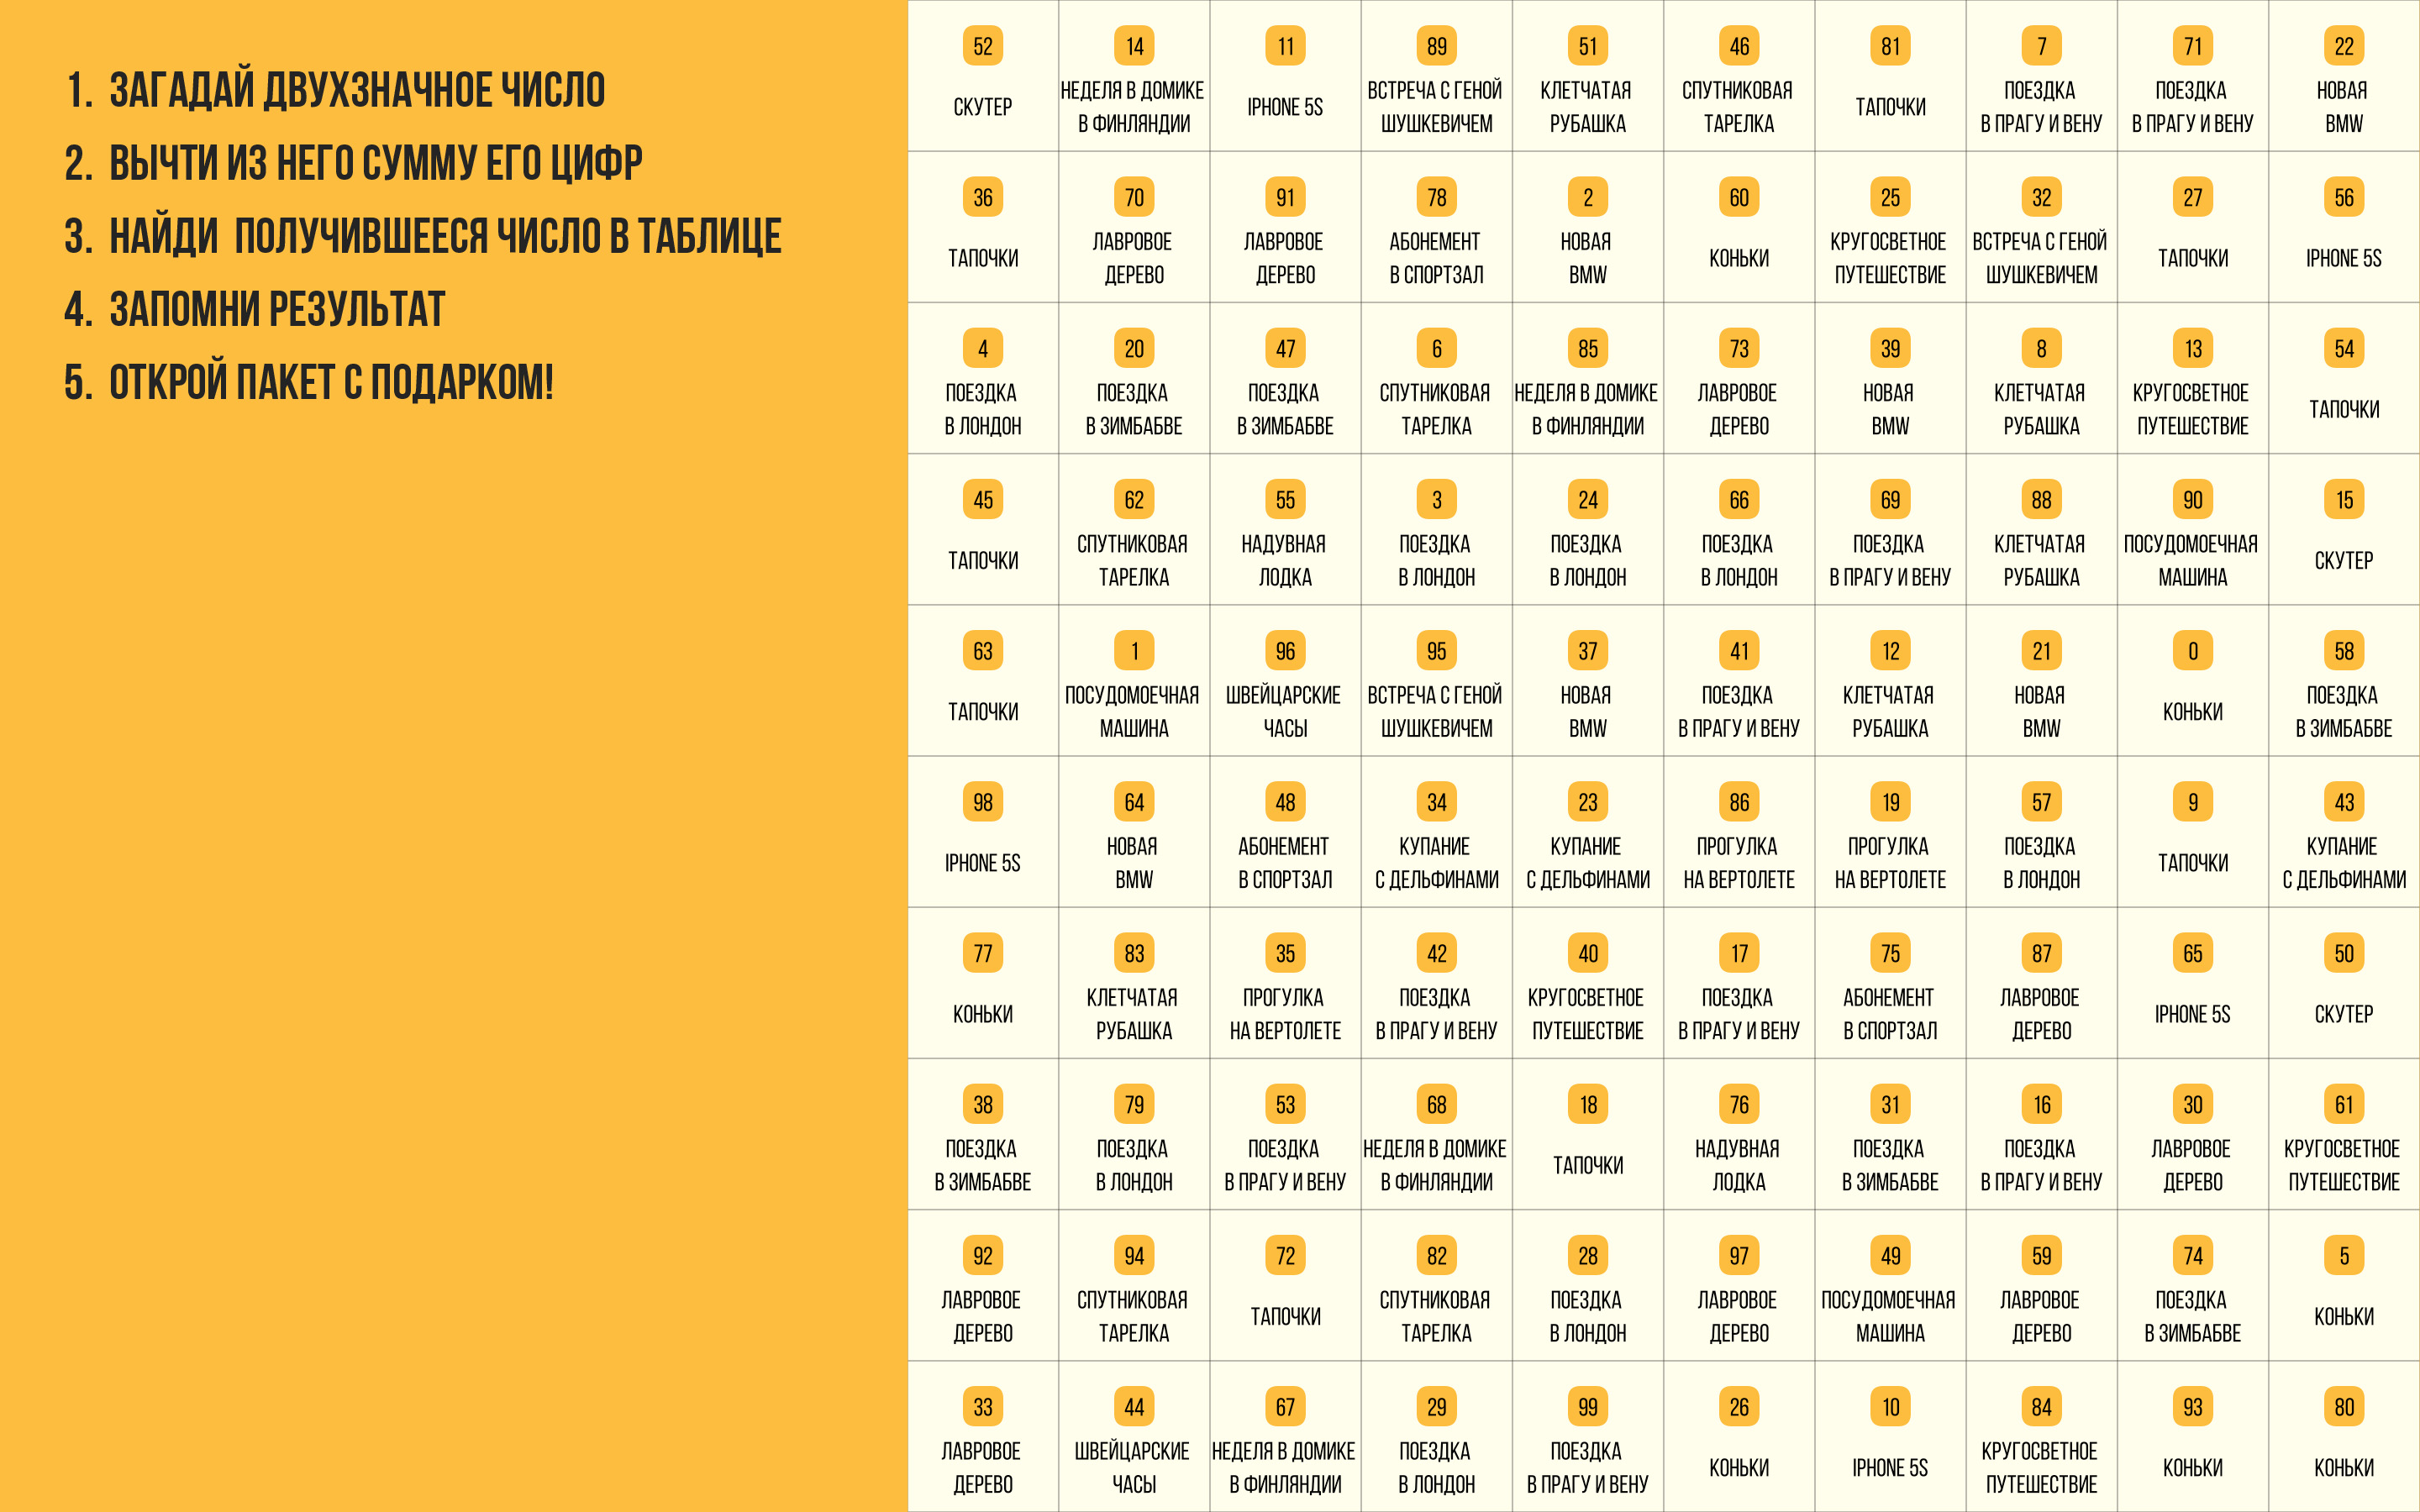 1. ЗАГАДАЙ ДВУХЗНАЧНОЕ ЧИСЛО
2. ВЫЧТИ ИЗ НЕГО СУММУ ЕГО ЦИФР
3. НАЙДИ ПОЛУЧИВШЕЕСЯ ЧИСЛО В ТАБЛИЦЕ
4. ЗАПОМНИ РЕЗУЛЬТАТ
5. ОТКРОЙ ПАКЕТ С ПОДАРКОМ!
52
СКУТЕР
14
НЕДЕЛЯ В ДОМИКЕ
В ФИНЛЯНДИИ
11
IPHONE 5S
89
ВСТРЕЧА С ГЕНОЙ
ШУШКЕВИЧЕМ
51
КЛЕТЧАТАЯ
РУБАШКА
46
СПУТНИКОВАЯ
ТАРЕЛКА
81
ТАПОЧКИ
7
ПОЕЗДКА
В ПРАГУ И ВЕНУ
71
ПОЕЗДКА
В ПРАГУ И ВЕНУ
22
НОВАЯ
BMW
36
ТАПОЧКИ
70
ЛАВРОВОЕ
ДЕРЕВО
91
ЛАВРОВОЕ
ДЕРЕВО
78
АБОНЕМЕНТ
В СПОРТЗАЛ
2
НОВАЯ
BMW
60
КОНЬКИ
25
КРУГОСВЕТНОЕ
ПУТЕШЕСТВИЕ
32
ВСТРЕЧА С ГЕНОЙ
ШУШКЕВИЧЕМ
27
ТАПОЧКИ
56
IPHONE 5S
4
ПОЕЗДКА
В ЛОНДОН
20
ПОЕЗДКА
В ЗИМБАБВЕ
47
ПОЕЗДКА
В ЗИМБАБВЕ
6
СПУТНИКОВАЯ
ТАРЕЛКА
85
НЕДЕЛЯ В ДОМИКЕ
В ФИНЛЯНДИИ
73
ЛАВРОВОЕ
ДЕРЕВО
39
НОВАЯ
BMW
8
КЛЕТЧАТАЯ
РУБАШКА
13
КРУГОСВЕТНОЕ
ПУТЕШЕСТВИЕ
54
ТАПОЧКИ
45
ТАПОЧКИ
62
СПУТНИКОВАЯ
ТАРЕЛКА
55
НАДУВНАЯ
ЛОДКА
3
ПОЕЗДКА
В ЛОНДОН
24
ПОЕЗДКА
В ЛОНДОН
66
ПОЕЗДКА
В ЛОНДОН
69
ПОЕЗДКА
В ПРАГУ И ВЕНУ
88
КЛЕТЧАТАЯ
РУБАШКА
90
ПОСУДОМОЕЧНАЯ
МАШИНА
15
СКУТЕР
63
ТАПОЧКИ
1
ПОСУДОМОЕЧНАЯ
МАШИНА
96
ШВЕЙЦАРСКИЕ
ЧАСЫ
95
ВСТРЕЧА С ГЕНОЙ
ШУШКЕВИЧЕМ
37
НОВАЯ
BMW
41
ПОЕЗДКА
В ПРАГУ И ВЕНУ
12
КЛЕТЧАТАЯ
РУБАШКА
21
НОВАЯ
BMW
0
КОНЬКИ
58
ПОЕЗДКА
В ЗИМБАБВЕ
98
IPHONE 5S
64
НОВАЯ
BMW
48
АБОНЕМЕНТ
В СПОРТЗАЛ
34
КУПАНИЕ
С ДЕЛЬФИНАМИ
23
КУПАНИЕ
С ДЕЛЬФИНАМИ
86
ПРОГУЛКА
НА ВЕРТОЛЕТЕ
19
ПРОГУЛКА
НА ВЕРТОЛЕТЕ
57
ПОЕЗДКА
В ЛОНДОН
9
ТАПОЧКИ
43
КУПАНИЕ
С ДЕЛЬФИНАМИ
77
КОНЬКИ
83
КЛЕТЧАТАЯ
РУБАШКА
35
ПРОГУЛКА
НА ВЕРТОЛЕТЕ
42
ПОЕЗДКА
В ПРАГУ И ВЕНУ
40
КРУГОСВЕТНОЕ
ПУТЕШЕСТВИЕ
17
ПОЕЗДКА
В ПРАГУ И ВЕНУ
75
АБОНЕМЕНТ
В СПОРТЗАЛ
87
ЛАВРОВОЕ
ДЕРЕВО
65
IPHONE 5S
50
СКУТЕР
38
ПОЕЗДКА
В ЗИМБАБВЕ
79
ПОЕЗДКА
В ЛОНДОН
53
ПОЕЗДКА
В ПРАГУ И ВЕНУ
68
НЕДЕЛЯ В ДОМИКЕ
В ФИНЛЯНДИИ
18
ТАПОЧКИ
76
НАДУВНАЯ
ЛОДКА
31
ПОЕЗДКА
В ЗИМБАБВЕ
16
ПОЕЗДКА
В ПРАГУ И ВЕНУ
30
ЛАВРОВОЕ
ДЕРЕВО
61
КРУГОСВЕТНОЕ
ПУТЕШЕСТВИЕ
92
ЛАВРОВОЕ
ДЕРЕВО
94
СПУТНИКОВАЯ
ТАРЕЛКА
72
ТАПОЧКИ
82
СПУТНИКОВАЯ
ТАРЕЛКА
28
ПОЕЗДКА
В ЛОНДОН
97
ЛАВРОВОЕ
ДЕРЕВО
49
ПОСУДОМОЕЧНАЯ
МАШИНА
59
ЛАВРОВОЕ
ДЕРЕВО
74
ПОЕЗДКА
В ЗИМБАБВЕ
5
КОНЬКИ
33
ЛАВРОВОЕ
ДЕРЕВО
44
ШВЕЙЦАРСКИЕ
ЧАСЫ
67
НЕДЕЛЯ В ДОМИКЕ
В ФИНЛЯНДИИ
29
ПОЕЗДКА
В ЛОНДОН
99
ПОЕЗДКА
В ПРАГУ И ВЕНУ
26
КОНЬКИ
10
IPHONE 5S
84
КРУГОСВЕТНОЕ
ПУТЕШЕСТВИЕ
93
КОНЬКИ
80
КОНЬКИ